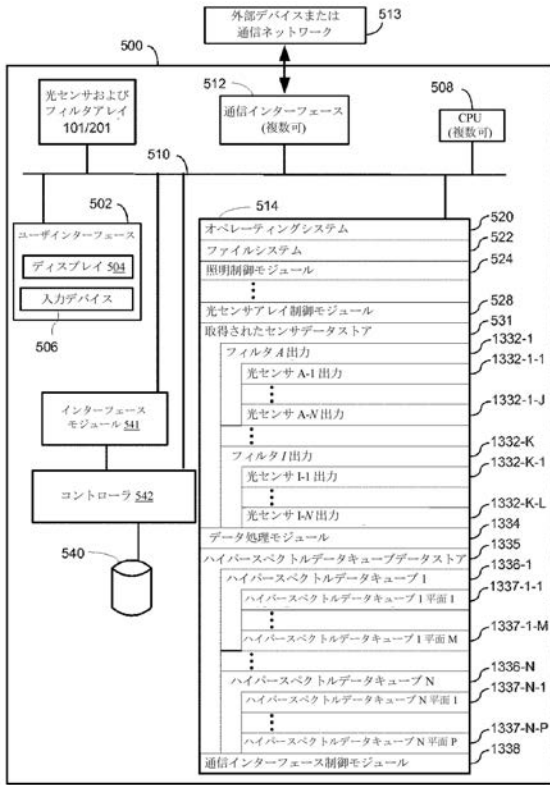 外部デバイスまたは
通信ネットワーク
513
500
512
508
光センサおよび
フィルタアレイ
101/201
通信インターフェース
(複数可)
CPU
(複数可)
510
502
ユーザインターフェース
ディスプレイ 504
入力デバイス
506
インターフェース
モジュール 541
コントローラ 542
540
514
オペレーティングシステム 520
ファイルシステム 522
照明制御モジュール 524
光センサアレイ制御モジュール 528
取得されたセンサデータストア 531
フィルタ A 出力 1332-1
光センサ A-1 出力 1332-1-1
光センサ A-N 出力 1332-1-J
フィルタ I 出力 1332-K
光センサ I-1 出力 1332-K-1
光センサ I-N 出力 1332-K-L
データ処理モジュール 1334
ハイパースペクトルデータキューブデータストア 1335
ハイパースペクトルデータキューブ 1 1336-1
ハイパースペクトルデータキューブ 1 平面 1 1337-1-1
ハイパースペクトルデータキューブ 1 平面 M 1337-1-M
ハイパースペクトルデータキューブ N 1336-N
ハイパースペクトルデータキューブ N 平面 1 1337-N-1
ハイパースペクトルデータキューブ N 平面 P 1337-N-P
通信インターフェース制御モジュール 1338